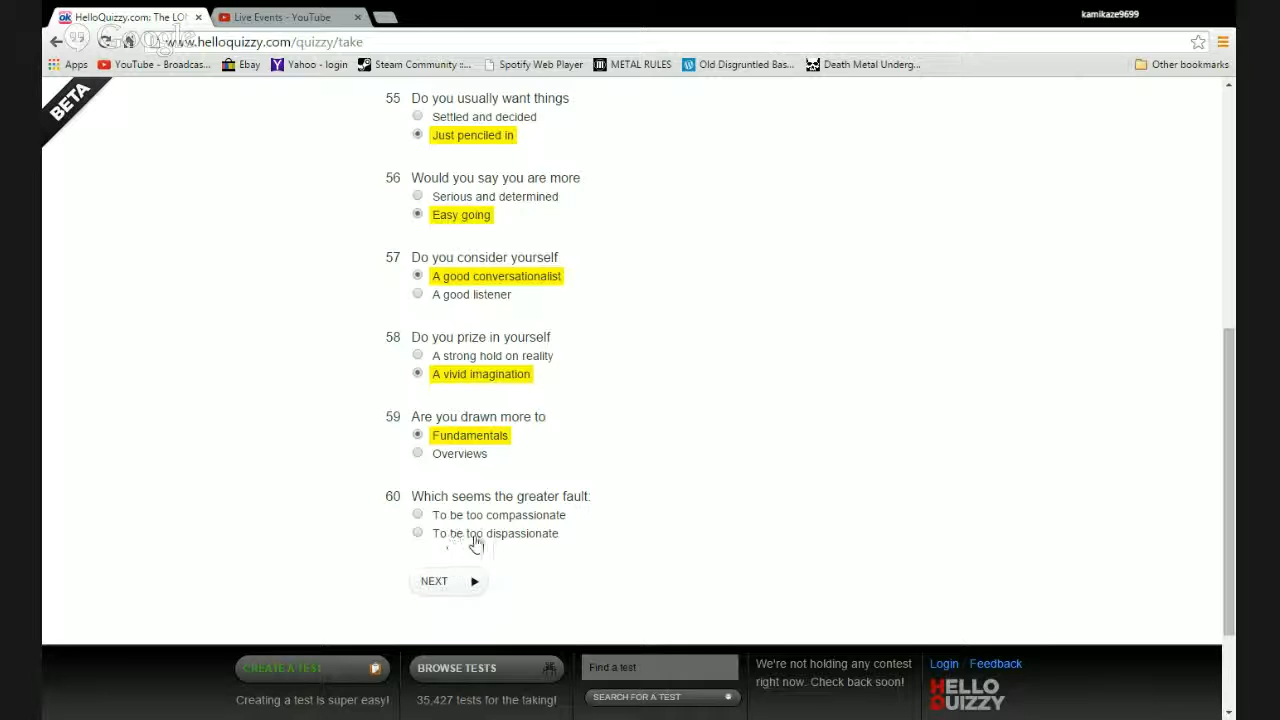 HelloQuizzy.com: The LO
Live Events - YouTube
kamikaze9699
Google
www.helloquizzy.com/quizzy/take
Apps
YouTube - Broadcas...
Ebay
Yahoo - login
Steam Community ::...
Spotify Web Player
METAL RULES
Old Disgruntled Bas...
Death Metal Underg...
Other bookmarks
BETA
55 Do you usually want things
Settled and decided
Just penciled in
56 Would you say you are more
Serious and determined
Easy going
57 Do you consider yourself
A good conversationalist
A good listener
58 Do you prize in yourself
A strong hold on reality
A vivid imagination
59 Are you drawn more to
Fundamentals
Overviews
60 Which seems the greater fault:
To be too compassionate
To be too dispassionate
NEXT
CREATE A TEST
Creating a test is super easy!
BROWSE TESTS
35,427 tests for the taking!
Find a test
SEARCH FOR A TEST
We're not holding any contest
right now. Check back soon!
Login / Feedback
HELLO
QUIZZY